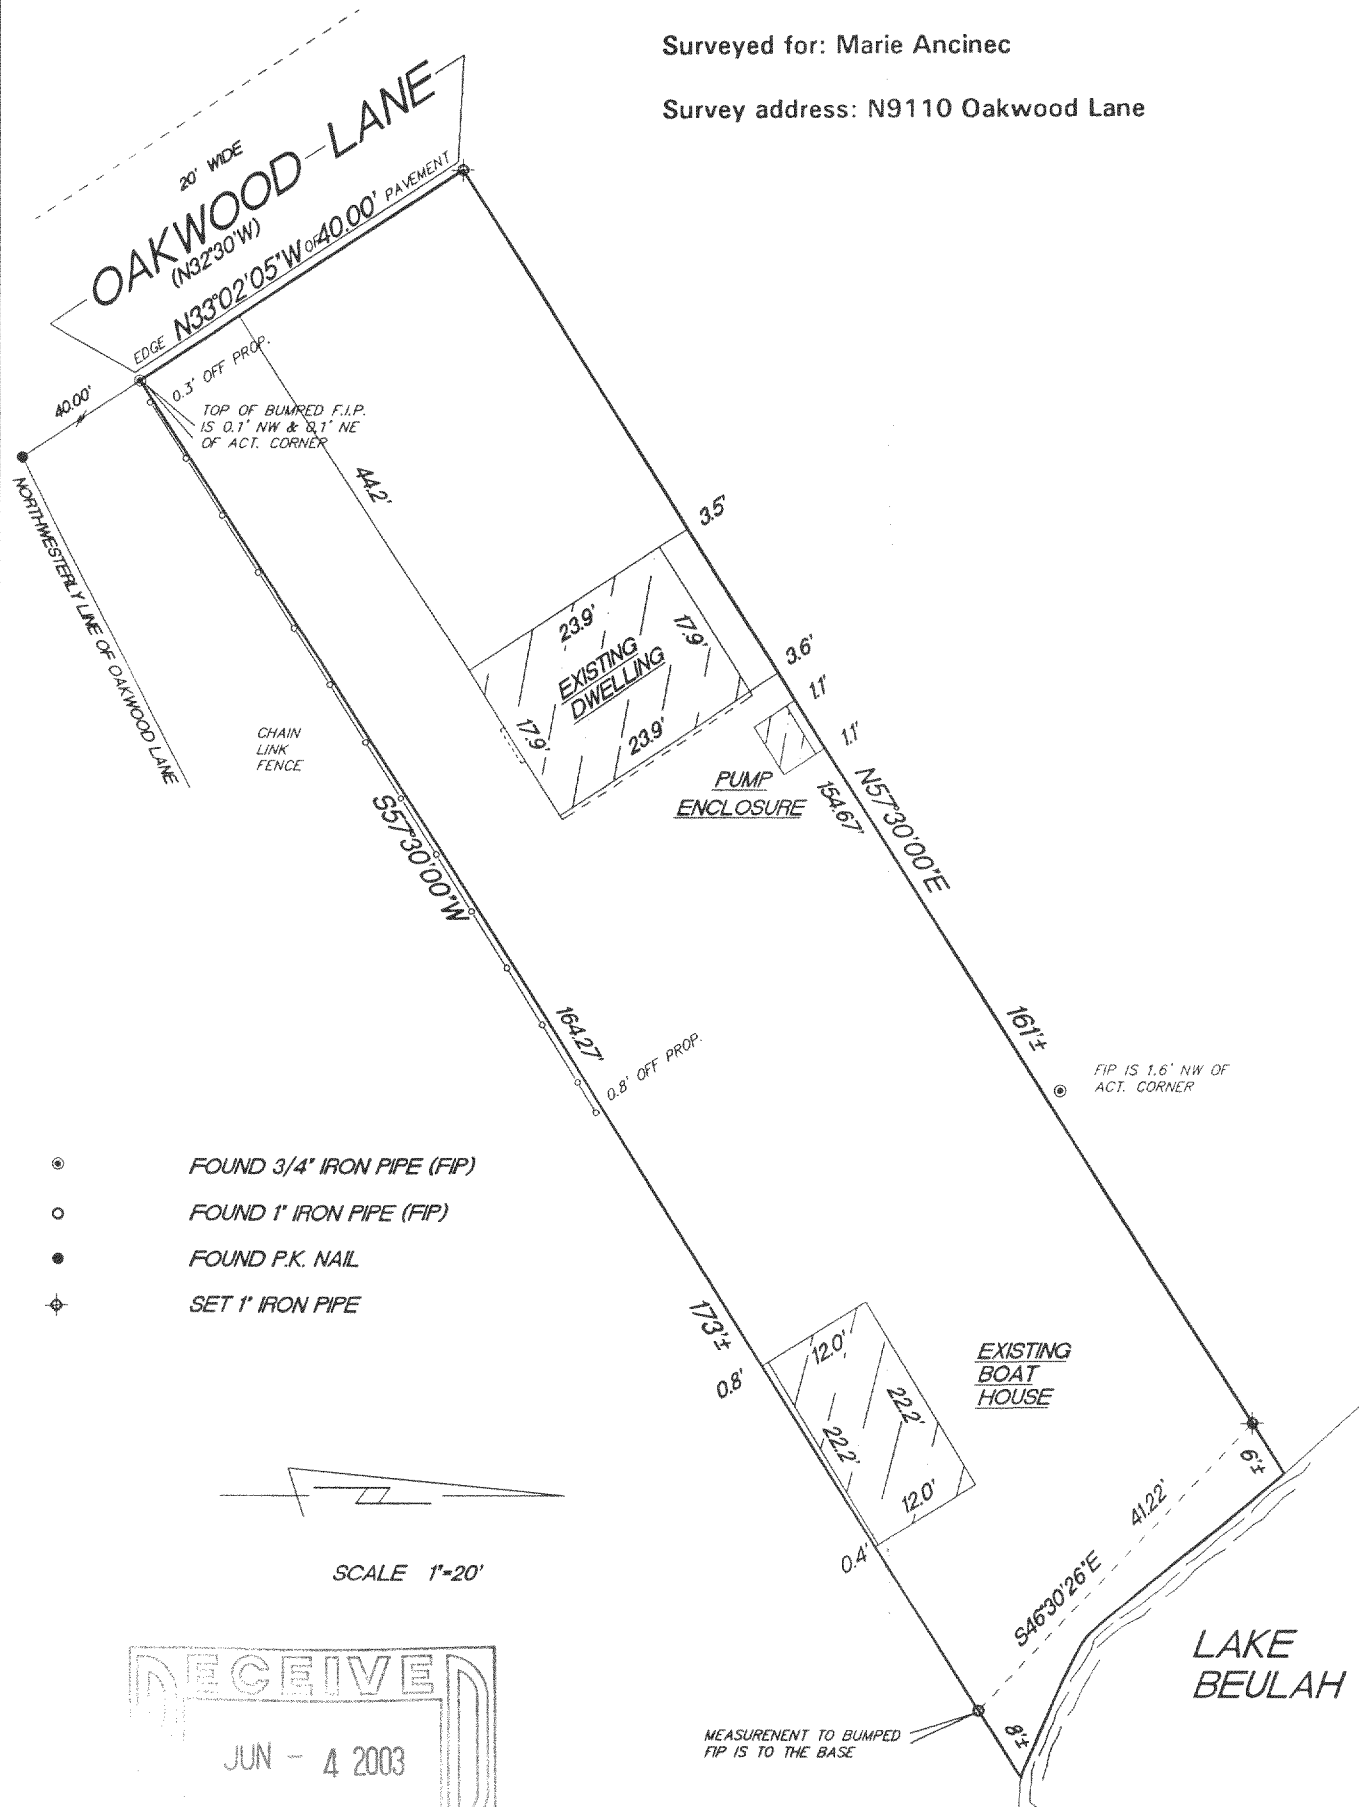 Surveyed for: Marie Ancinec
Survey address: N9110 Oakwood Lane
20' WIDE
OAKWOOD LANE
(N32°30'W)
N33°02'05"W 40.00'
EDGE OF PAVEMENT
0.3' OFF PROP.
40.00'
TOP OF BUMPED F.I.P.
IS 0.1' NW & 0.1' NE
OF ACT. CORNER
NORTHWESTERLY LINE OF OAKWOOD LANE
44.2'
3.5'
23.9'
17.9'
EXISTING
DWELLING
17.9'
23.9'
3.6'
1.1'
1.1'
PUMP
ENCLOSURE
154.67'
N57°30'00"E
CHAIN
LINK
FENCE
S57°30'00"W
164.27'
0.8' OFF PROP.
161'±
FIP IS 1.6' NW OF
ACT. CORNER
FOUND 3/4" IRON PIPE (FIP)
FOUND 1" IRON PIPE (FIP)
FOUND P.K. NAIL
SET 1" IRON PIPE
173'±
0.8'
12.0'
22.2'
22.2'
12.0'
EXISTING
BOAT
HOUSE
0.4'
6'±
41.22'
S46°30'26"E
SCALE 1"=20'
LAKE
BEULAH
MEASURENENT TO BUMPED
FIP IS TO THE BASE
8'±
RECEIVED
JUN - 4 2003